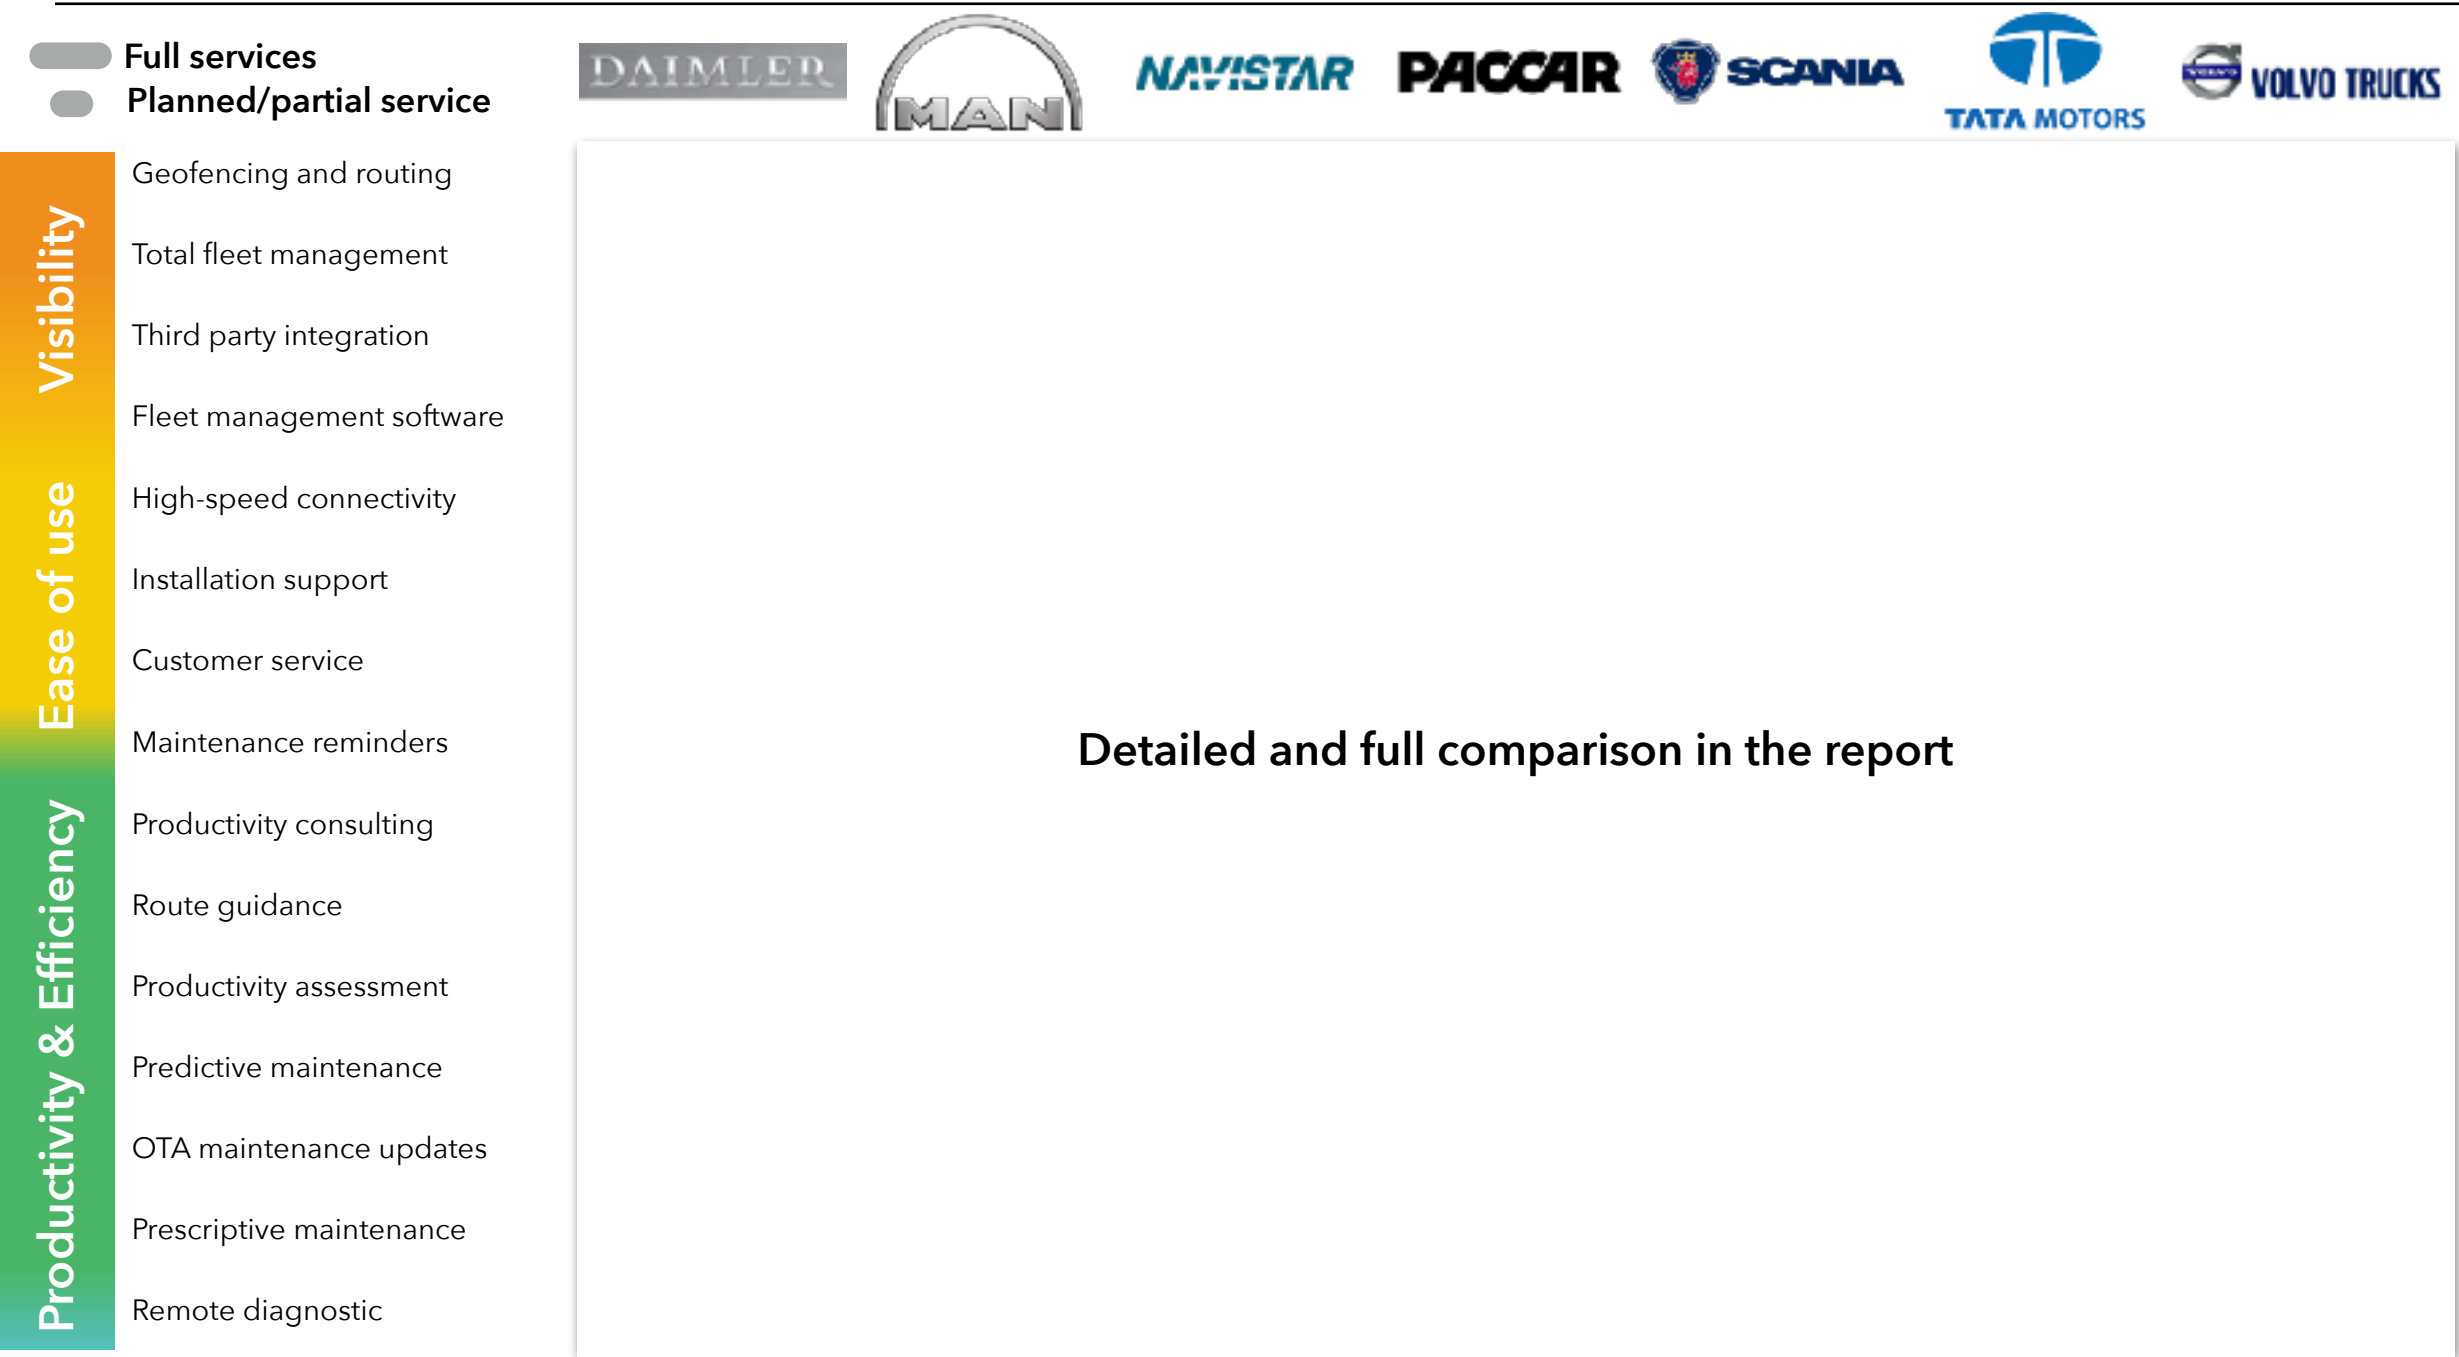 Full services
Planned/partial service
DAIMLER
MAN
NAVISTAR
PACCAR
SCANIA
TATA MOTORS
VOLVO
VOLVO TRUCKS
Visibility
Ease of use
Productivity & Efficiency
Geofencing and routing
Total fleet management
Third party integration
Fleet management software
High-speed connectivity
Installation support
Customer service
Maintenance reminders
Productivity consulting
Route guidance
Productivity assessment
Predictive maintenance
OTA maintenance updates
Prescriptive maintenance
Remote diagnostic
Detailed and full comparison in the report